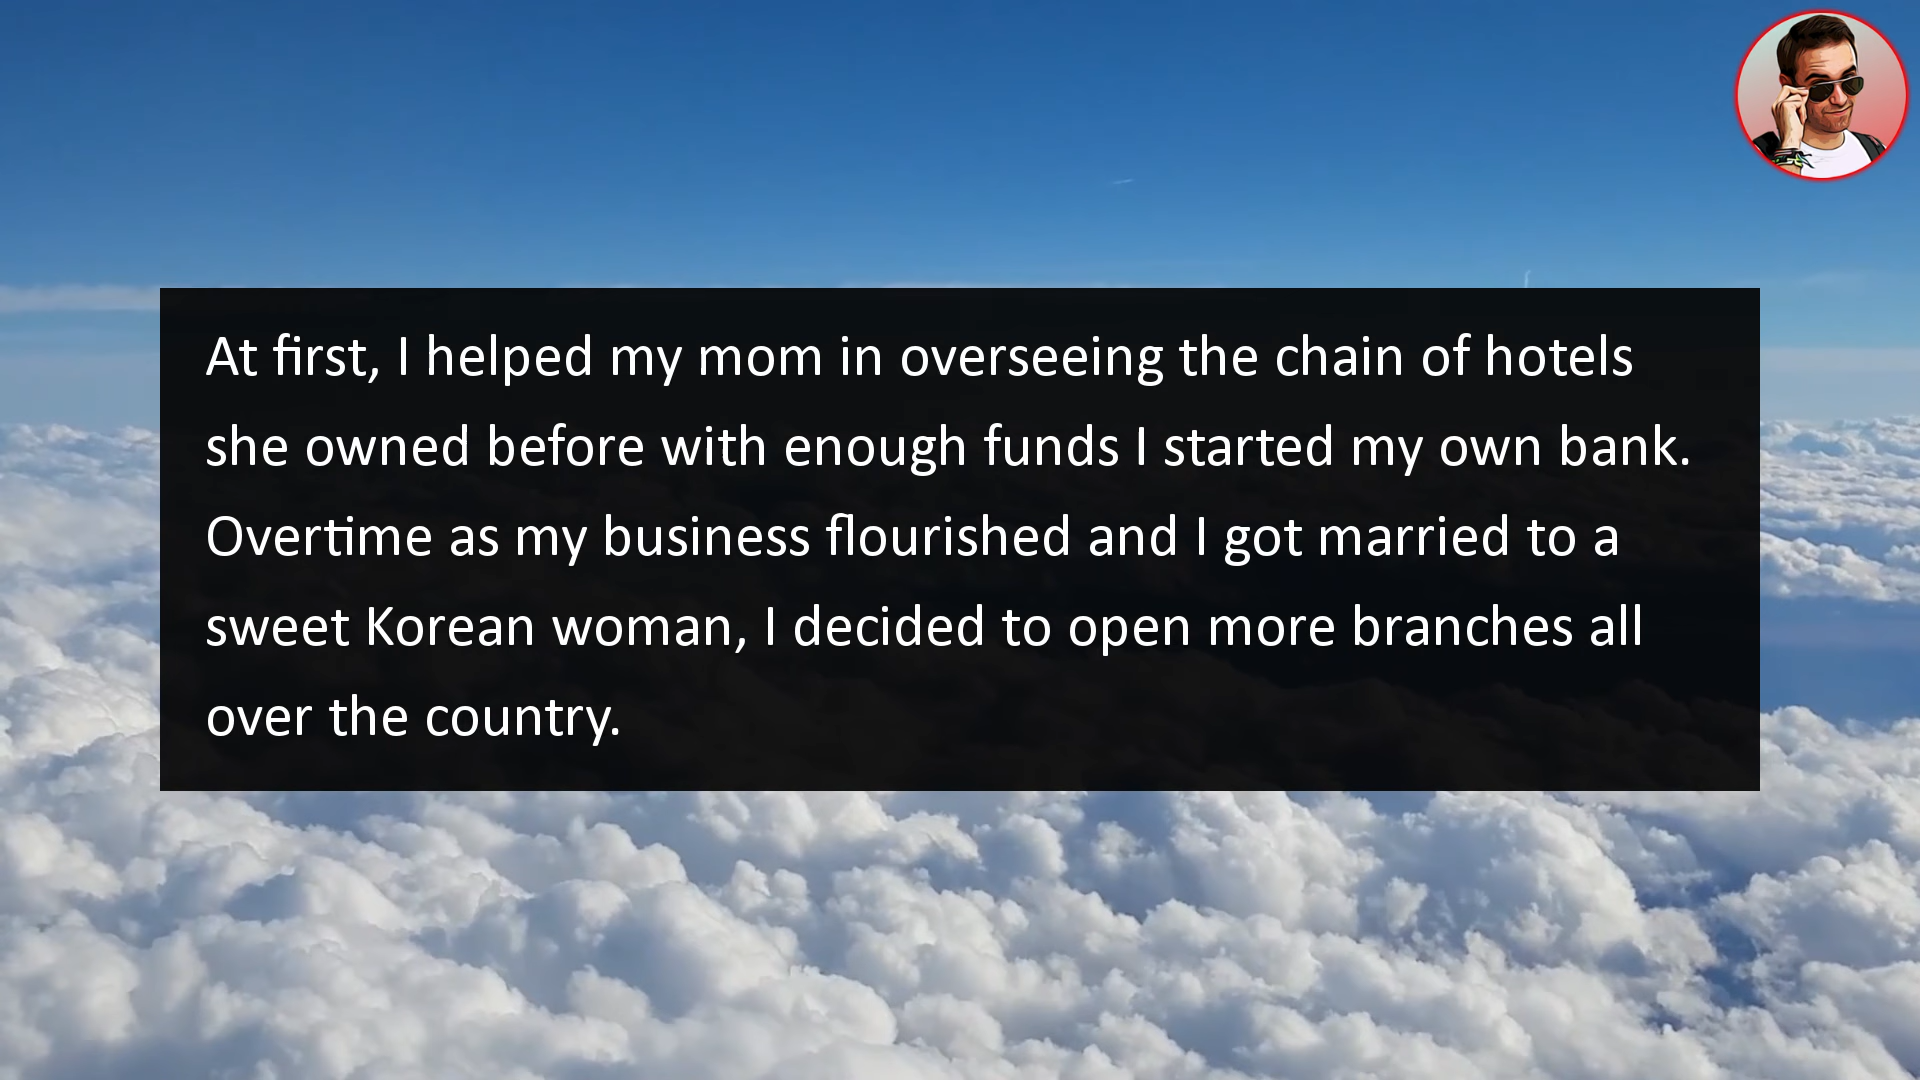 At first, I helped my mom in overseeing the chain of hotels
she owned before with enough funds I started my own bank.
Overtime as my business flourished and I got married to a
sweet Korean woman, I decided to open more branches all
over the country.